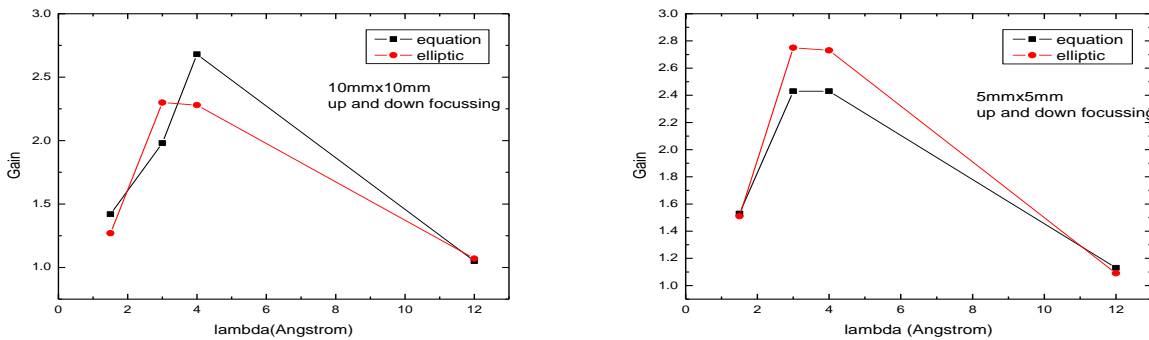 3.0
2.5
2.0
1.5
1.0
Gain
0
2
4
6
8
10
12
lambda(Angstrom)
equation
elliptic
10mmx10mm
up and down focussing
3.0
2.8
2.6
2.4
2.2
2.0
1.8
1.6
1.4
1.2
1.0
Gain
0
2
4
6
8
10
12
lambda (Angstrom)
equation
elliptic
5mmx5mm
up and down focussing